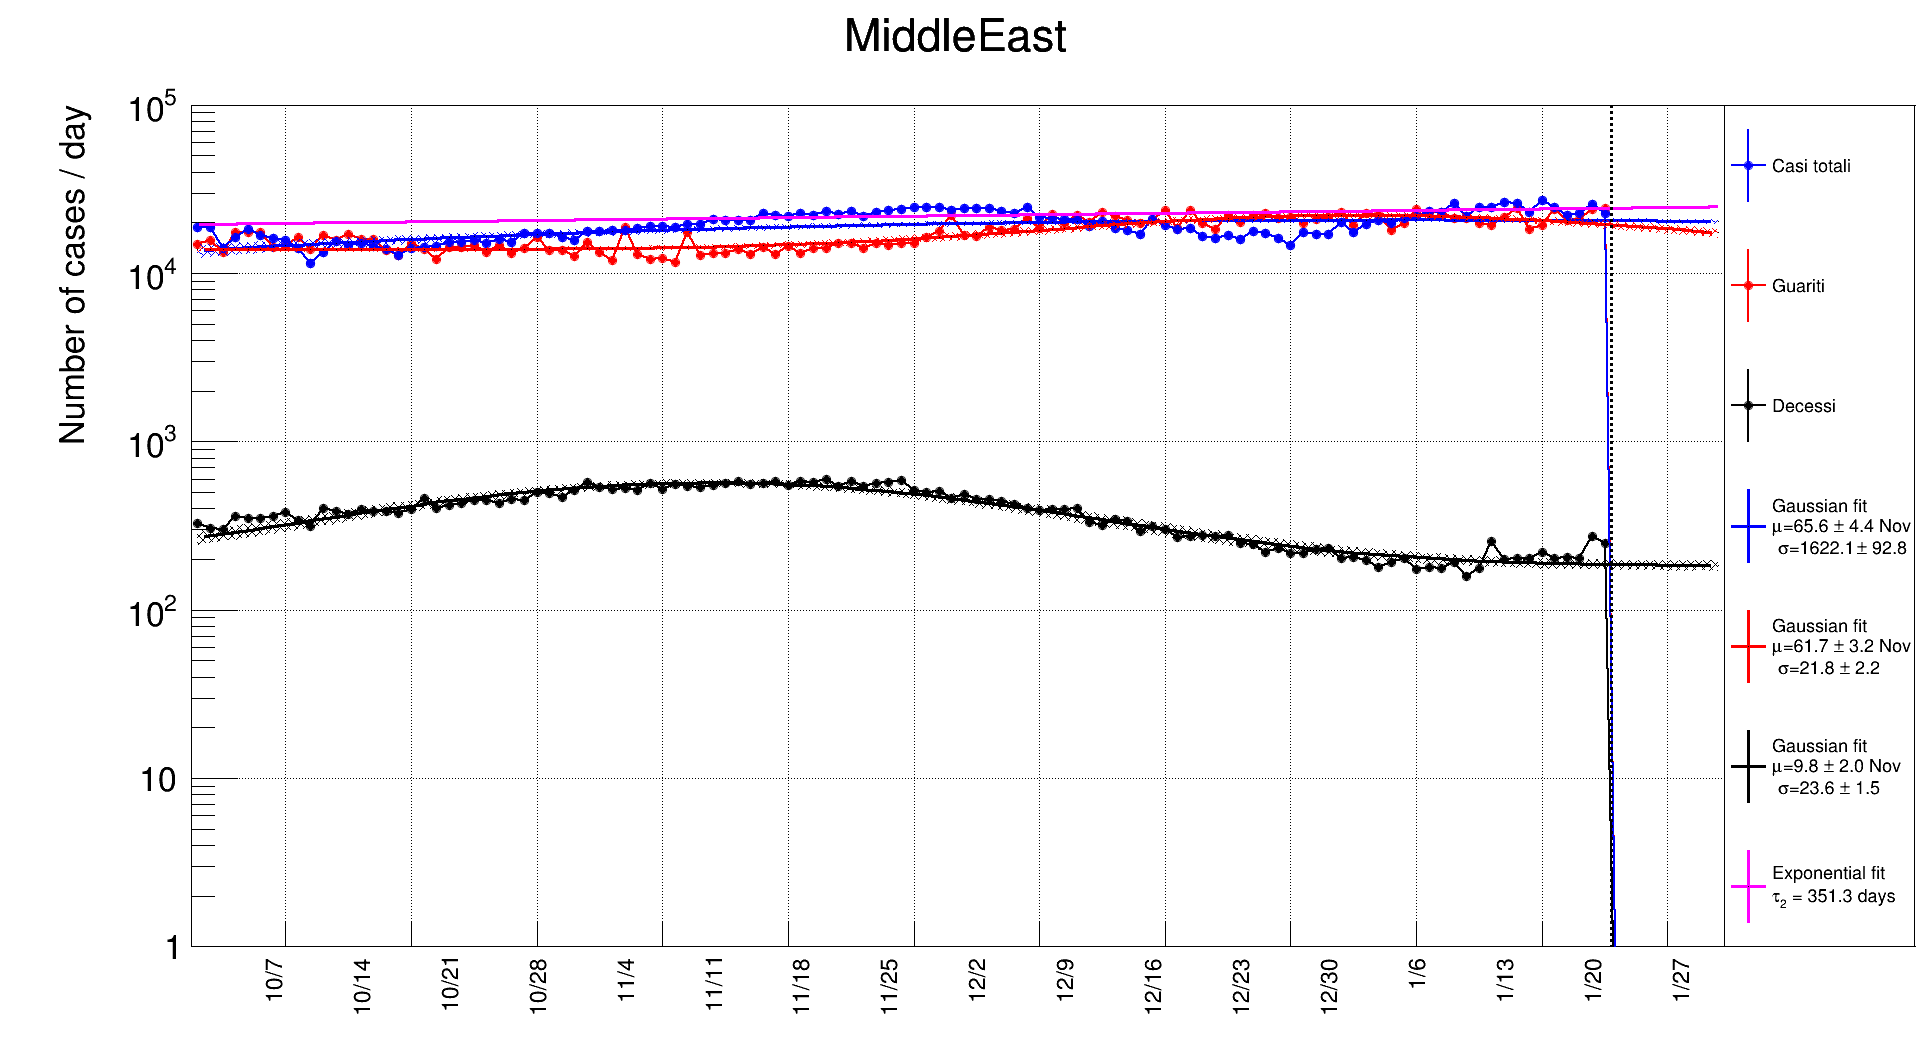 MiddleEast
Number of cases / day
10^5
10^4
10^3
10^2
10
1
10/7
10/14
10/21
10/28
11/4
11/11
11/18
11/25
12/2
12/9
12/16
12/23
12/30
1/6
1/13
1/20
1/27
Casi totali
Guariti
Decessi
Gaussian fit
μ=65.6 ± 4.4 Nov
σ=1622.1 ± 92.8
Gaussian fit
μ=61.7 ± 3.2 Nov
σ=21.8 ± 2.2
Gaussian fit
μ=9.8 ± 2.0 Nov
σ=23.6 ± 1.5
Exponential fit
τ₂ = 351.3 days